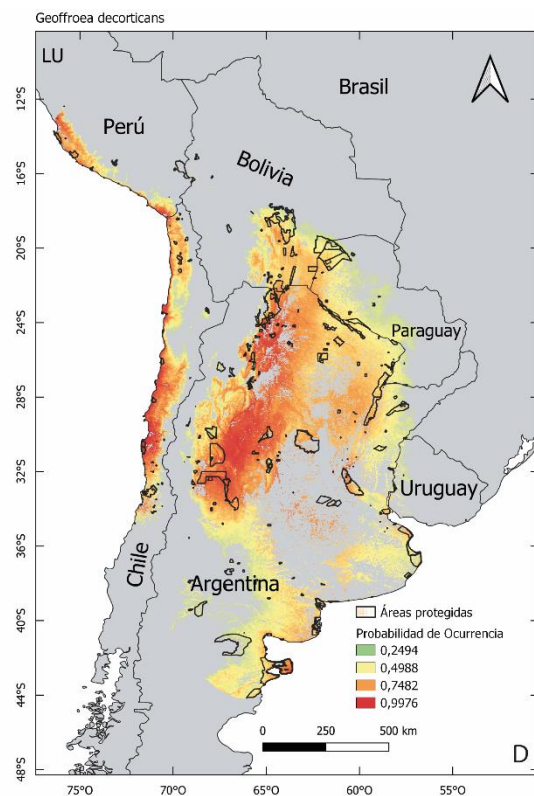 Geoffroea decorticans
LU
Brasil
12°S
Perú
Bolivia
16°S
20°S
24°S
Paraguay
28°S
32°S
Uruguay
36°S
Chile
Argentina
Áreas protegidas
40°S
Probabilidad de Ocurrencia
0,2494
0,4988
0,7482
44°S
0,9976
0 250 500 km
D
48°S
75°O 70°O 65°O 60°O 55°O